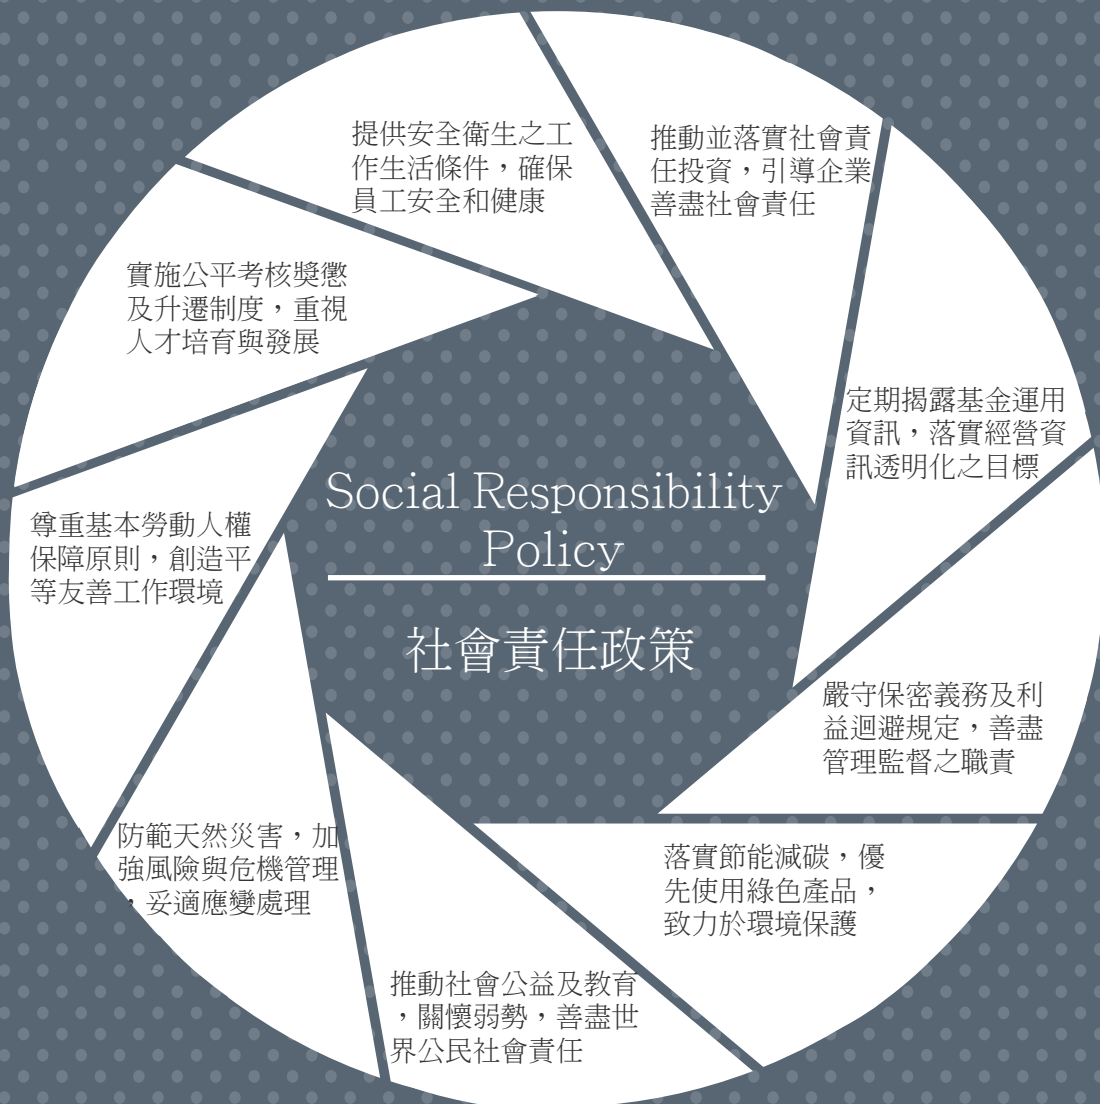 Social Responsibility
Policy
社會責任政策
推動並落實社會責
任投資，引導企業
善盡社會責任
定期揭露基金運用
資訊，落實經營資
訊透明化之目標
嚴守保密義務及利
益迴避規定，善盡
管理監督之職責
落實節能減碳，優
先使用綠色產品，
致力於環境保護
推動社會公益及教育
，關懷弱勢，善盡世
界公民社會責任
防範天然災害，加
強風險與危機管理
，妥適應變處理
尊重基本勞動人權
保障原則，創造平
等友善工作環境
實施公平考核獎懲
及升遷制度，重視
人才培育與發展
提供安全衛生之工
作生活條件，確保
員工安全和健康